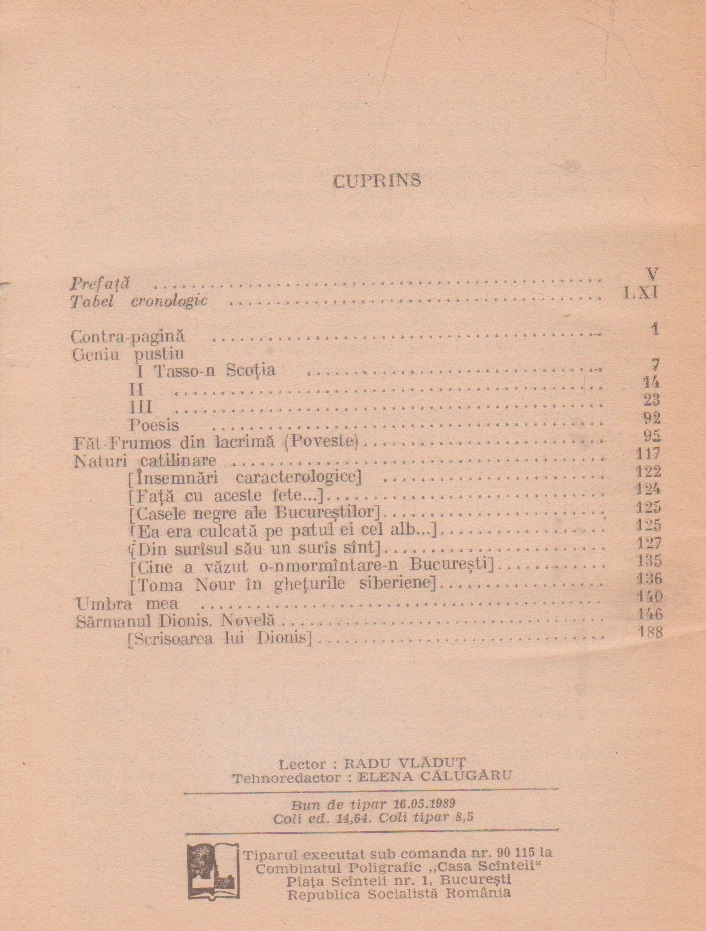 CUPRINS
Prefață ........ V
Tabel cronologic ........ LXI
Contra-pagină ........ 1
Geniu pustiu
I Tasso-n Scoția ........ 7
II ........ 14
III ........ 23
Poesis ........ 92
Făt-Frumos din lacrimă (Poveste) ........ 95
Naturi catilinare ........ 117
[Însemnări caracterologice] ........ 122
[Față cu aceste fete...] ........ 124
[Casele negre ale Bucureștilor] ........ 125
[Ea era culcată pe patul ei cel alb...] ........ 125
[Din surîsul său un surîs sînt] ........ 127
[Cine a văzut o-nmormîntare-n București] ........ 135
[Toma Nour în ghețurile siberiene] ........ 136
Umbra mea ........ 140
Sărmanul Dionis. Novelă ........ 146
[Scrisoarea lui Dionis] ........ 188
Lector : RADU VLĂDUȚ
Tehnoredactor : ELENA CĂLUGĂRU
Bun de tipar 16.05.1989
Coli ed. 14,64. Coli tipar 8,5
Tiparul executat sub comanda nr. 90 115 la
Combinatul Poligrafic ,,Casa Scînteii"
Piața Scînteii nr. 1, București
Republica Socialistă România